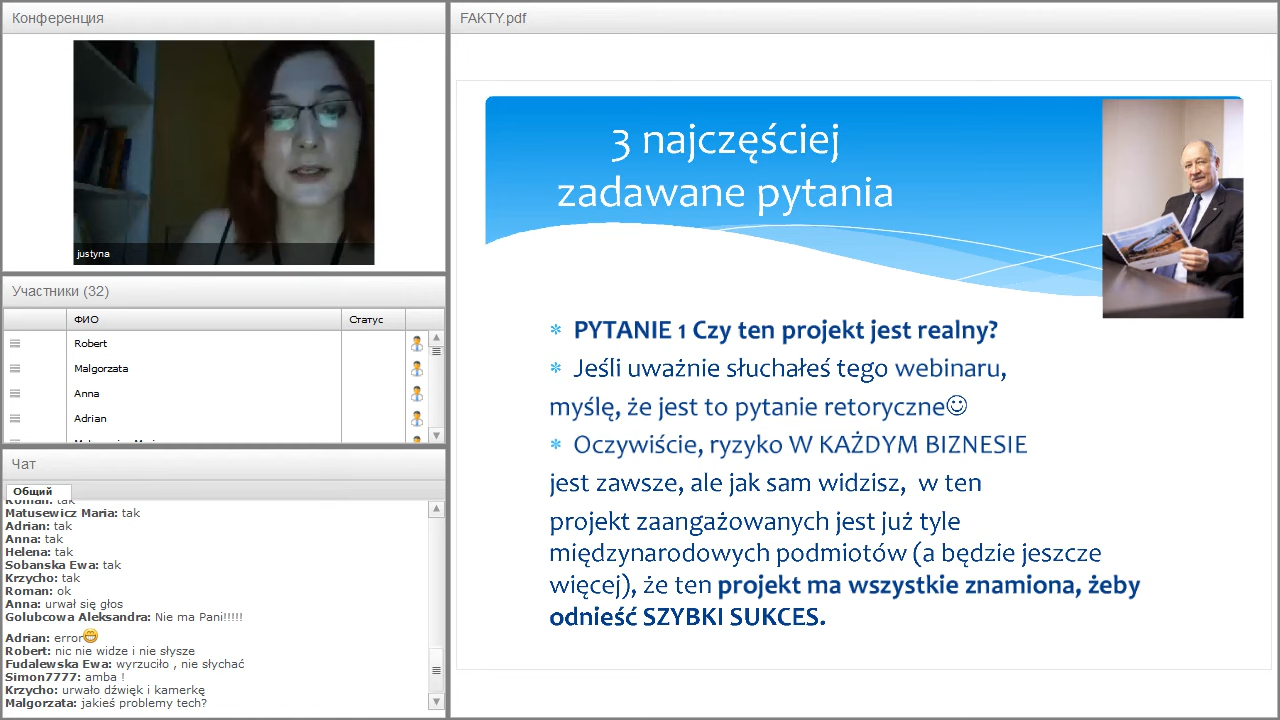 Конференция
justyna
Участники (32)
ФИО
Статус
Robert
Malgorzata
Anna
Adrian
Чат
Общий
Roman: tak
Matusewicz Maria: tak
Adrian: tak
Anna: tak
Helena: tak
Sobanska Ewa: tak
Krzycho: tak
Roman: ok
Anna: urwał się głos
Golubcowa Aleksandra: Nie ma Pani!!!!!
Adrian: error
Robert: nic nie widze i nie słysze
Fudalewska Ewa: wyrzuciło , nie słychać
Simon7777: amba !
Krzycho: urwało dźwięk i kamerkę
Malgorzata: jakieś problemy tech?
FAKTY.pdf
3 najczęściej
zadawane pytania
PYTANIE 1 Czy ten projekt jest realny?
Jeśli uważnie słuchałeś tego webinaru,
myślę, że jest to pytanie retoryczne☺
Oczywiście, ryzyko W KAŻDYM BIZNESIE
jest zawsze, ale jak sam widzisz,  w ten
projekt zaangażowanych jest już tyle
międzynarodowych podmiotów (a będzie jeszcze
więcej), że ten projekt ma wszystkie znamiona, żeby
odnieść SZYBKI SUKCES.